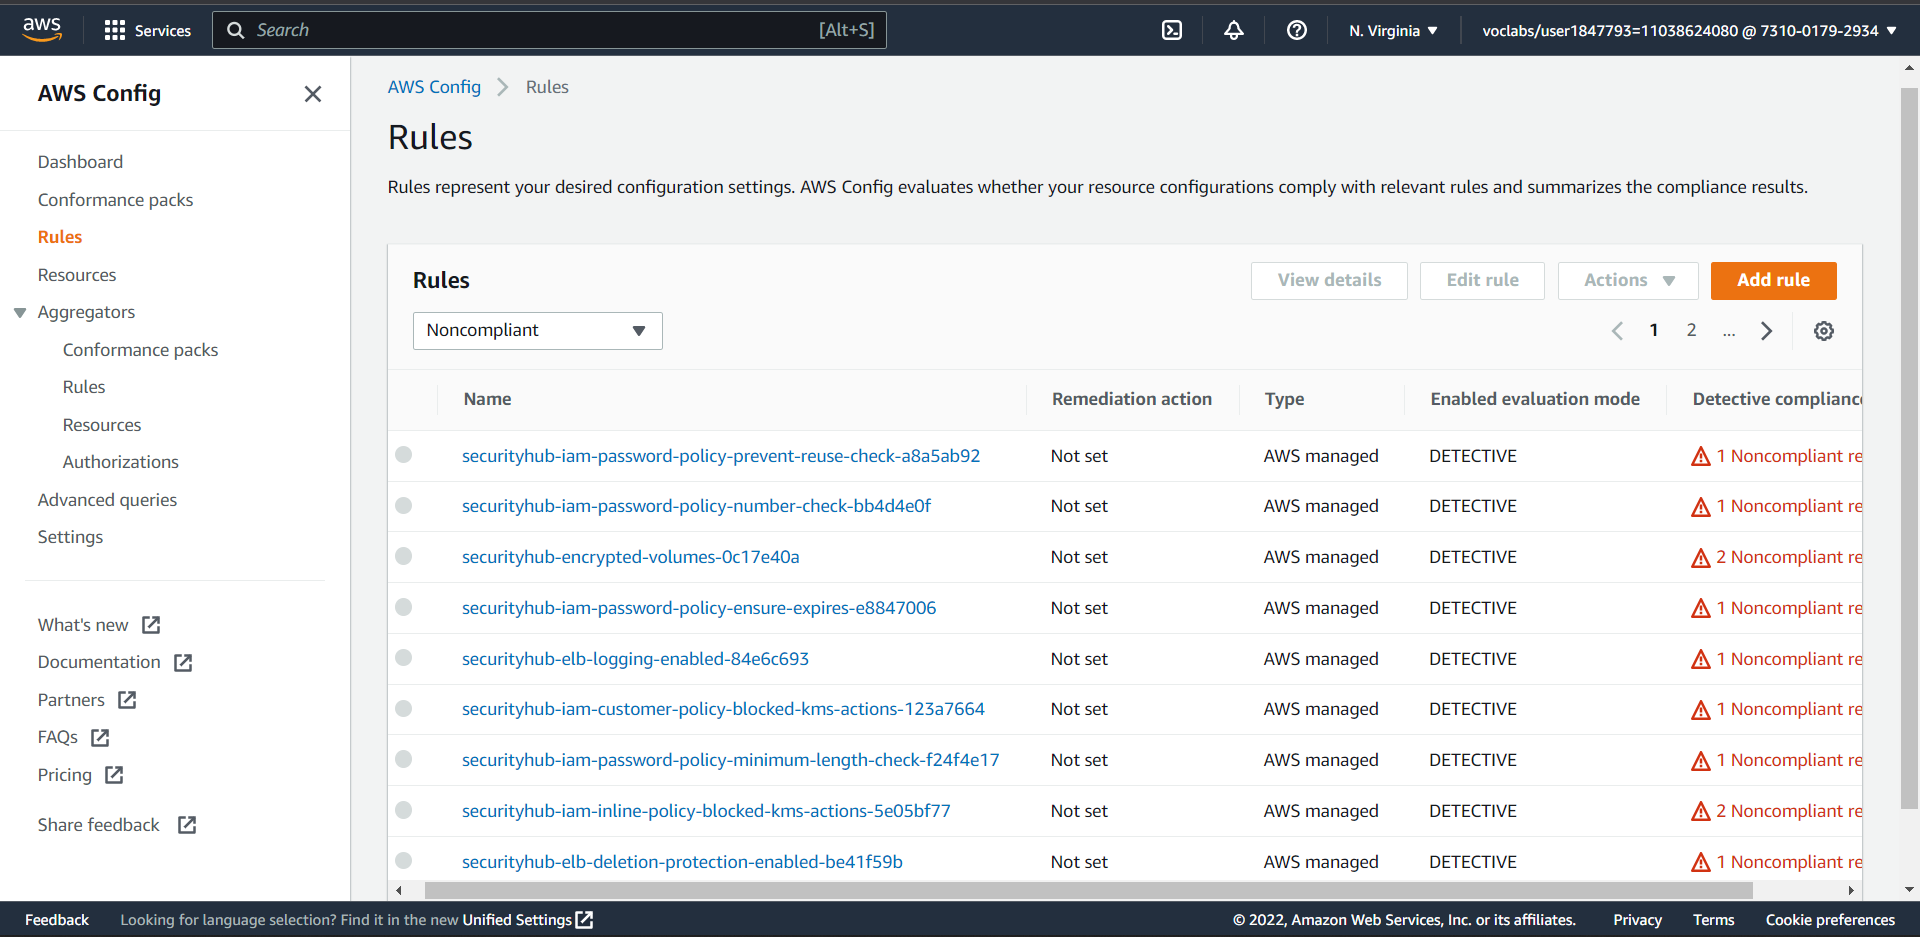 aws Services Search [Alt+S] N. Virginia voclabs/user1847793=11038624080 @ 7310-0179-2934
AWS Config
Dashboard
Conformance packs
Rules
Resources
Aggregators
Conformance packs
Rules
Resources
Authorizations
Advanced queries
Settings
What's new
Documentation
Partners
FAQs
Pricing
Share feedback
AWS Config Rules
Rules
Rules represent your desired configuration settings. AWS Config evaluates whether your resource configurations comply with relevant rules and summarizes the compliance results.
Rules View details Edit rule Actions Add rule
Noncompliant 1 2 ...
Name Remediation action Type Enabled evaluation mode Detective compliance
securityhub-iam-password-policy-prevent-reuse-check-a8a5ab92 Not set AWS managed DETECTIVE 1 Noncompliant re
securityhub-iam-password-policy-number-check-bb4d4e0f Not set AWS managed DETECTIVE 1 Noncompliant re
securityhub-encrypted-volumes-0c17e40a Not set AWS managed DETECTIVE 2 Noncompliant re
securityhub-iam-password-policy-ensure-expires-e8847006 Not set AWS managed DETECTIVE 1 Noncompliant re
securityhub-elb-logging-enabled-84e6c693 Not set AWS managed DETECTIVE 1 Noncompliant re
securityhub-iam-customer-policy-blocked-kms-actions-123a7664 Not set AWS managed DETECTIVE 1 Noncompliant re
securityhub-iam-password-policy-minimum-length-check-f24f4e17 Not set AWS managed DETECTIVE 1 Noncompliant re
securityhub-iam-inline-policy-blocked-kms-actions-5e05bf77 Not set AWS managed DETECTIVE 2 Noncompliant re
securityhub-elb-deletion-protection-enabled-be41f59b Not set AWS managed DETECTIVE 1 Noncompliant re
Feedback Looking for language selection? Find it in the new Unified Settings © 2022, Amazon Web Services, Inc. or its affiliates. Privacy Terms Cookie preferences